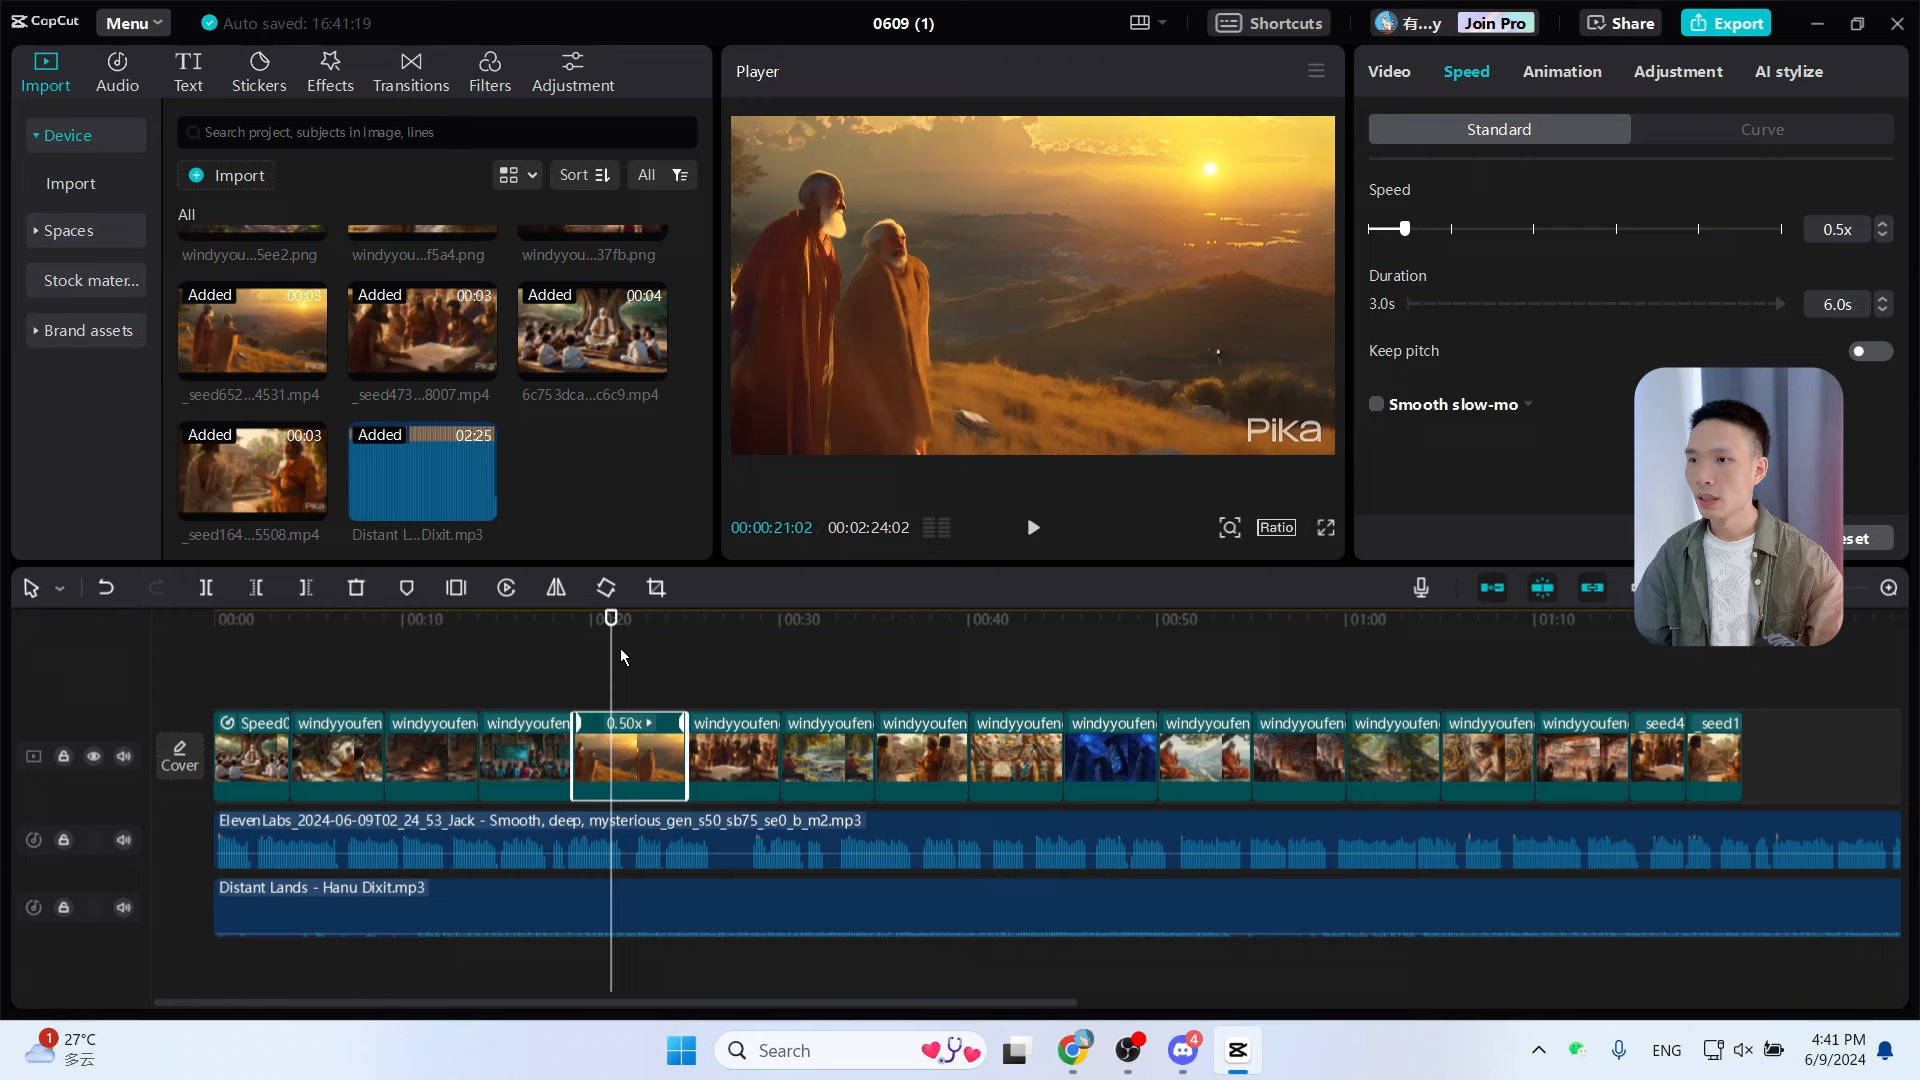 CapCut
Menu
Auto saved: 16:41:19
0609 (1)
Shortcuts
有...y
Join Pro
Share
Export
Import
Audio
Text
Stickers
Effects
Transitions
Filters
Adjustment
Device
Import
Spaces
Stock mater...
Brand assets
Search project, subjects in image, lines
Import
Sort
All
All
windyyou...5ee2.png
windyyou...f5a4.png
windyyou...37fb.png
Added 00:03
Added 00:03
Added 00:04
_seed652...4531.mp4
_seed473...8007.mp4
6c753dca...c6c9.mp4
Added 00:03
Added 02:25
_seed164...5508.mp4
Distant L...Dixit.mp3
Player
Pika
00:00:21:02
00:02:24:02
Ratio
Video
Speed
Animation
Adjustment
AI stylize
Standard
Curve
Speed
0.5x
Duration
3.0s
6.0s
Keep pitch
Smooth slow-mo
eset
00:00
00:10
20
00:30
00:40
00:50
01:00
01:10
Cover
Speed
windyyoufen
windyyoufen
windyyoufen
0.50x
windyyoufen
windyyoufen
windyyoufen
windyyoufen
windyyoufen
windyyoufen
windyyoufen
windyyoufen
windyyoufen
windyyoufen
_seed4
_seed1
ElevenLabs_2024-06-09T02_24_53_Jack - Smooth, deep, mysterious_gen_s50_sb75_se0_b_m2.mp3
Distant Lands - Hanu Dixit.mp3
1
27°C
多云
Search
4
ENG
4:41 PM
6/9/2024